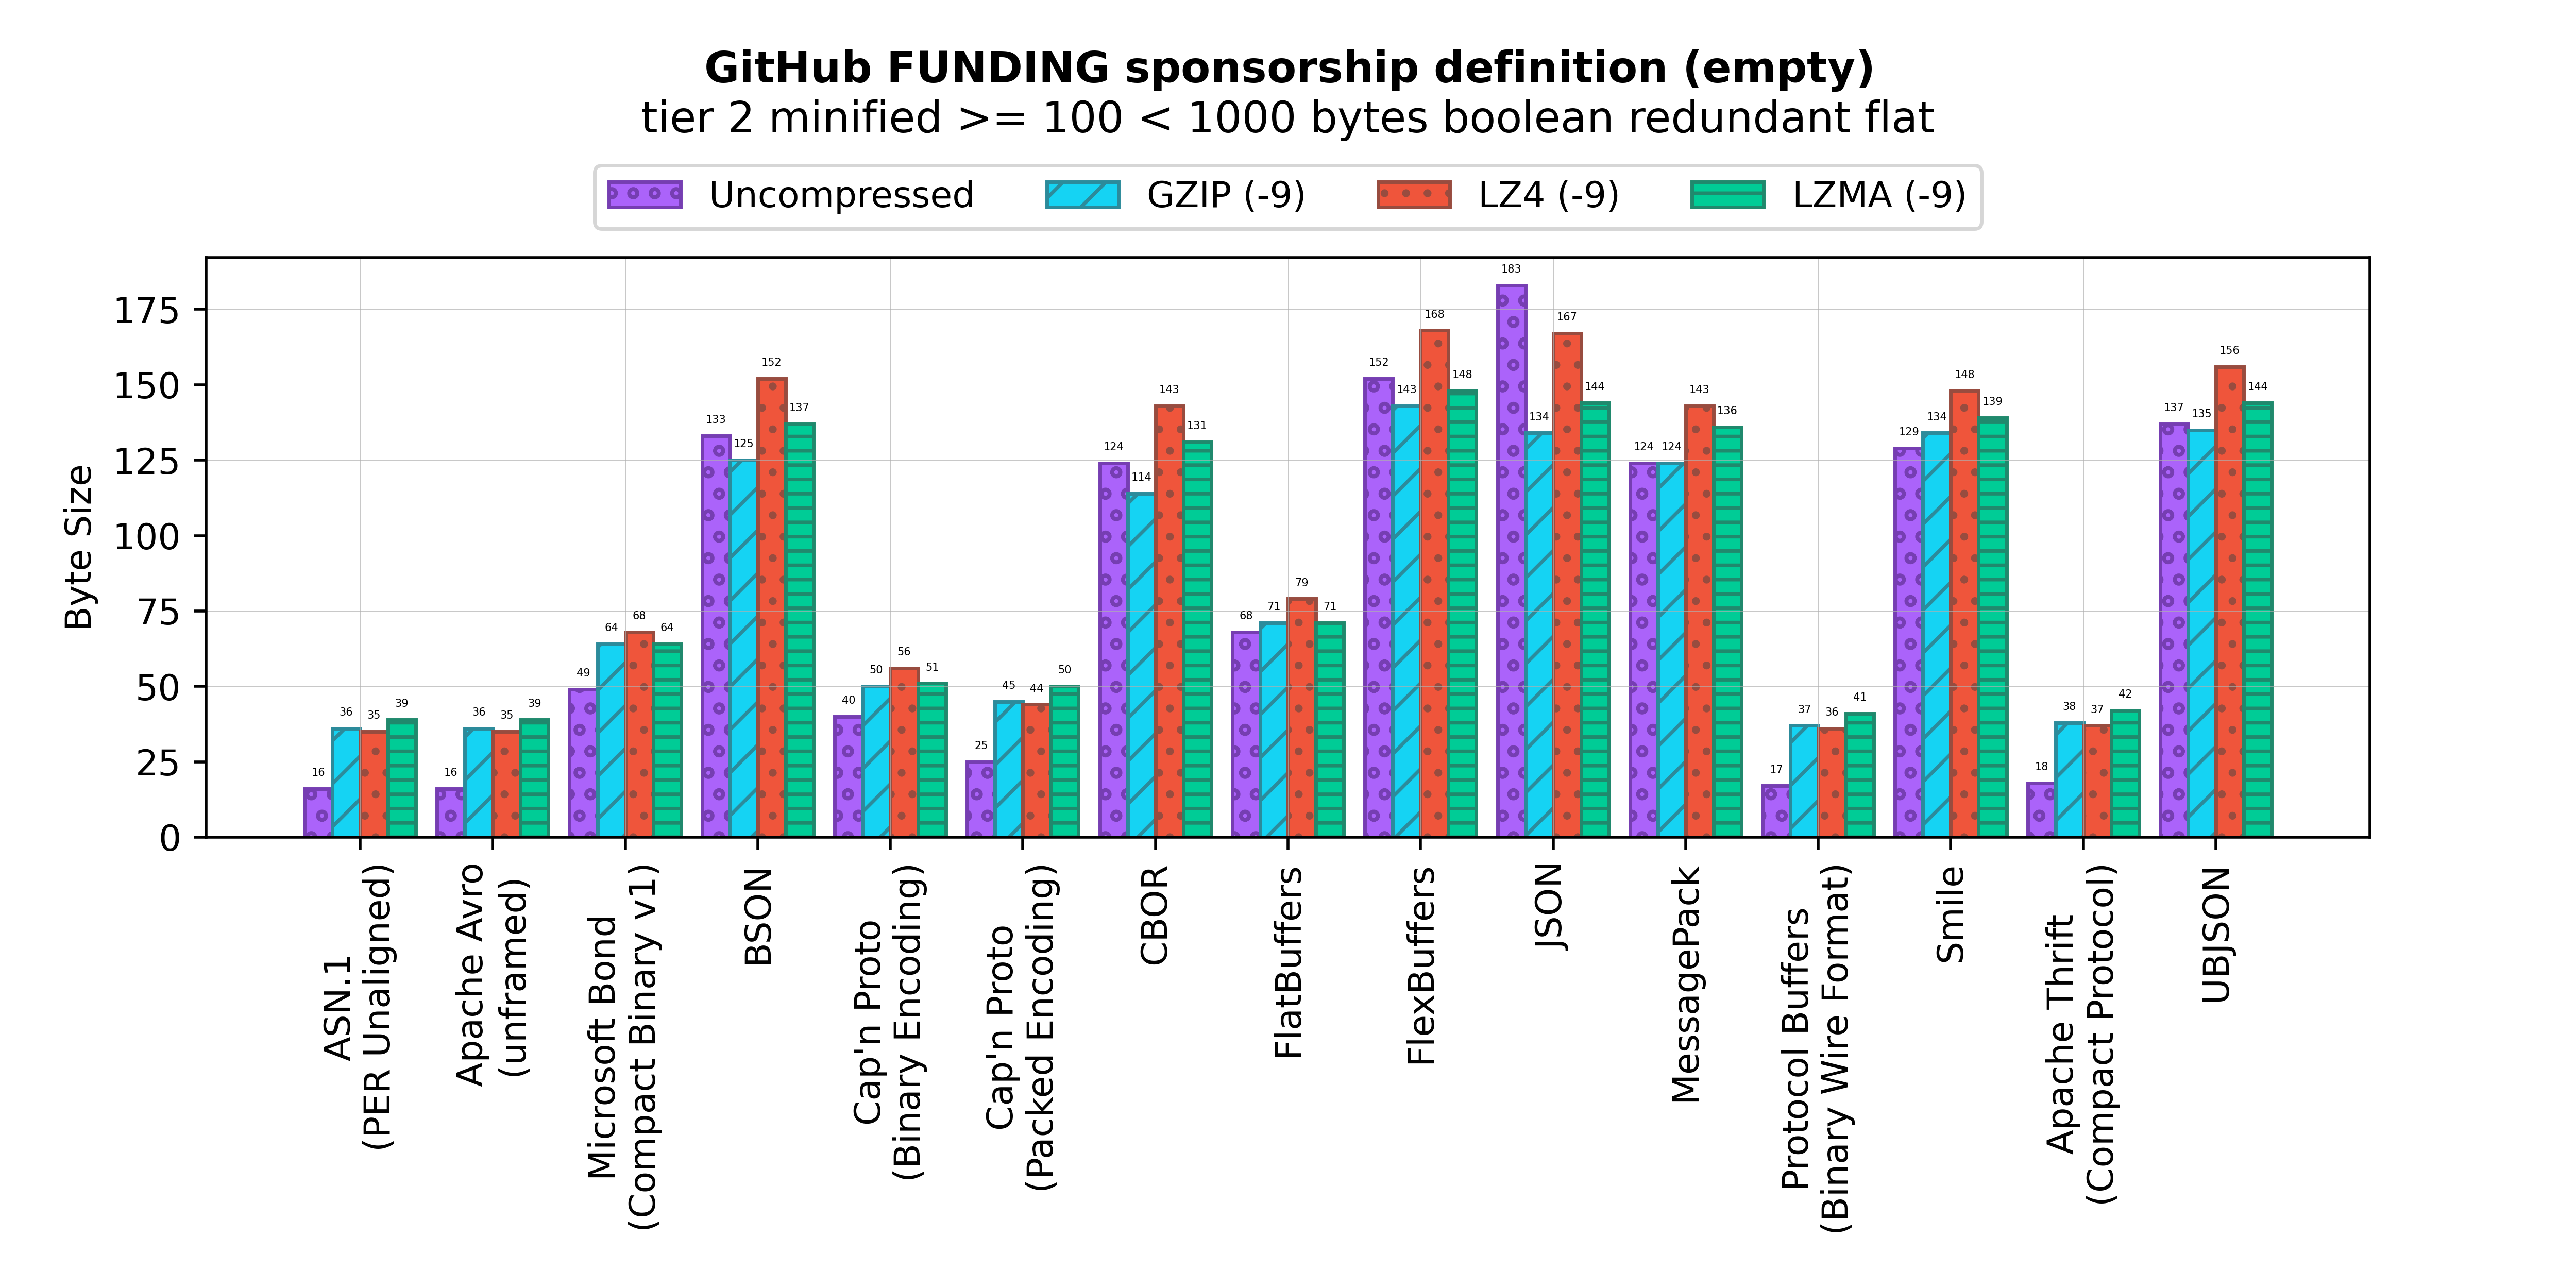 GitHub FUNDING sponsorship definition (empty)
tier 2 minified >= 100 < 1000 bytes boolean redundant flat
Uncompressed GZIP (-9) LZ4 (-9) LZMA (-9)
Byte Size
175
150
125
100
75
50
25
0
16 36 35 39
16 36 35 39
49 64 68 64
133 125 152 137
40 50 56 51
25 45 44 50
124 114 143 131
68 71 79 71
152 143 168 148
183 134 167 144
124 124 143 136
17 37 36 41
129 134 148 139
18 38 37 42
137 135 156 144
ASN.1
(PER Unaligned)
Apache Avro
(unframed)
Microsoft Bond
(Compact Binary v1)
BSON
Cap'n Proto
(Binary Encoding)
Cap'n Proto
(Packed Encoding)
CBOR
FlatBuffers
FlexBuffers
JSON
MessagePack
Protocol Buffers
(Binary Wire Format)
Smile
Apache Thrift
(Compact Protocol)
UBJSON